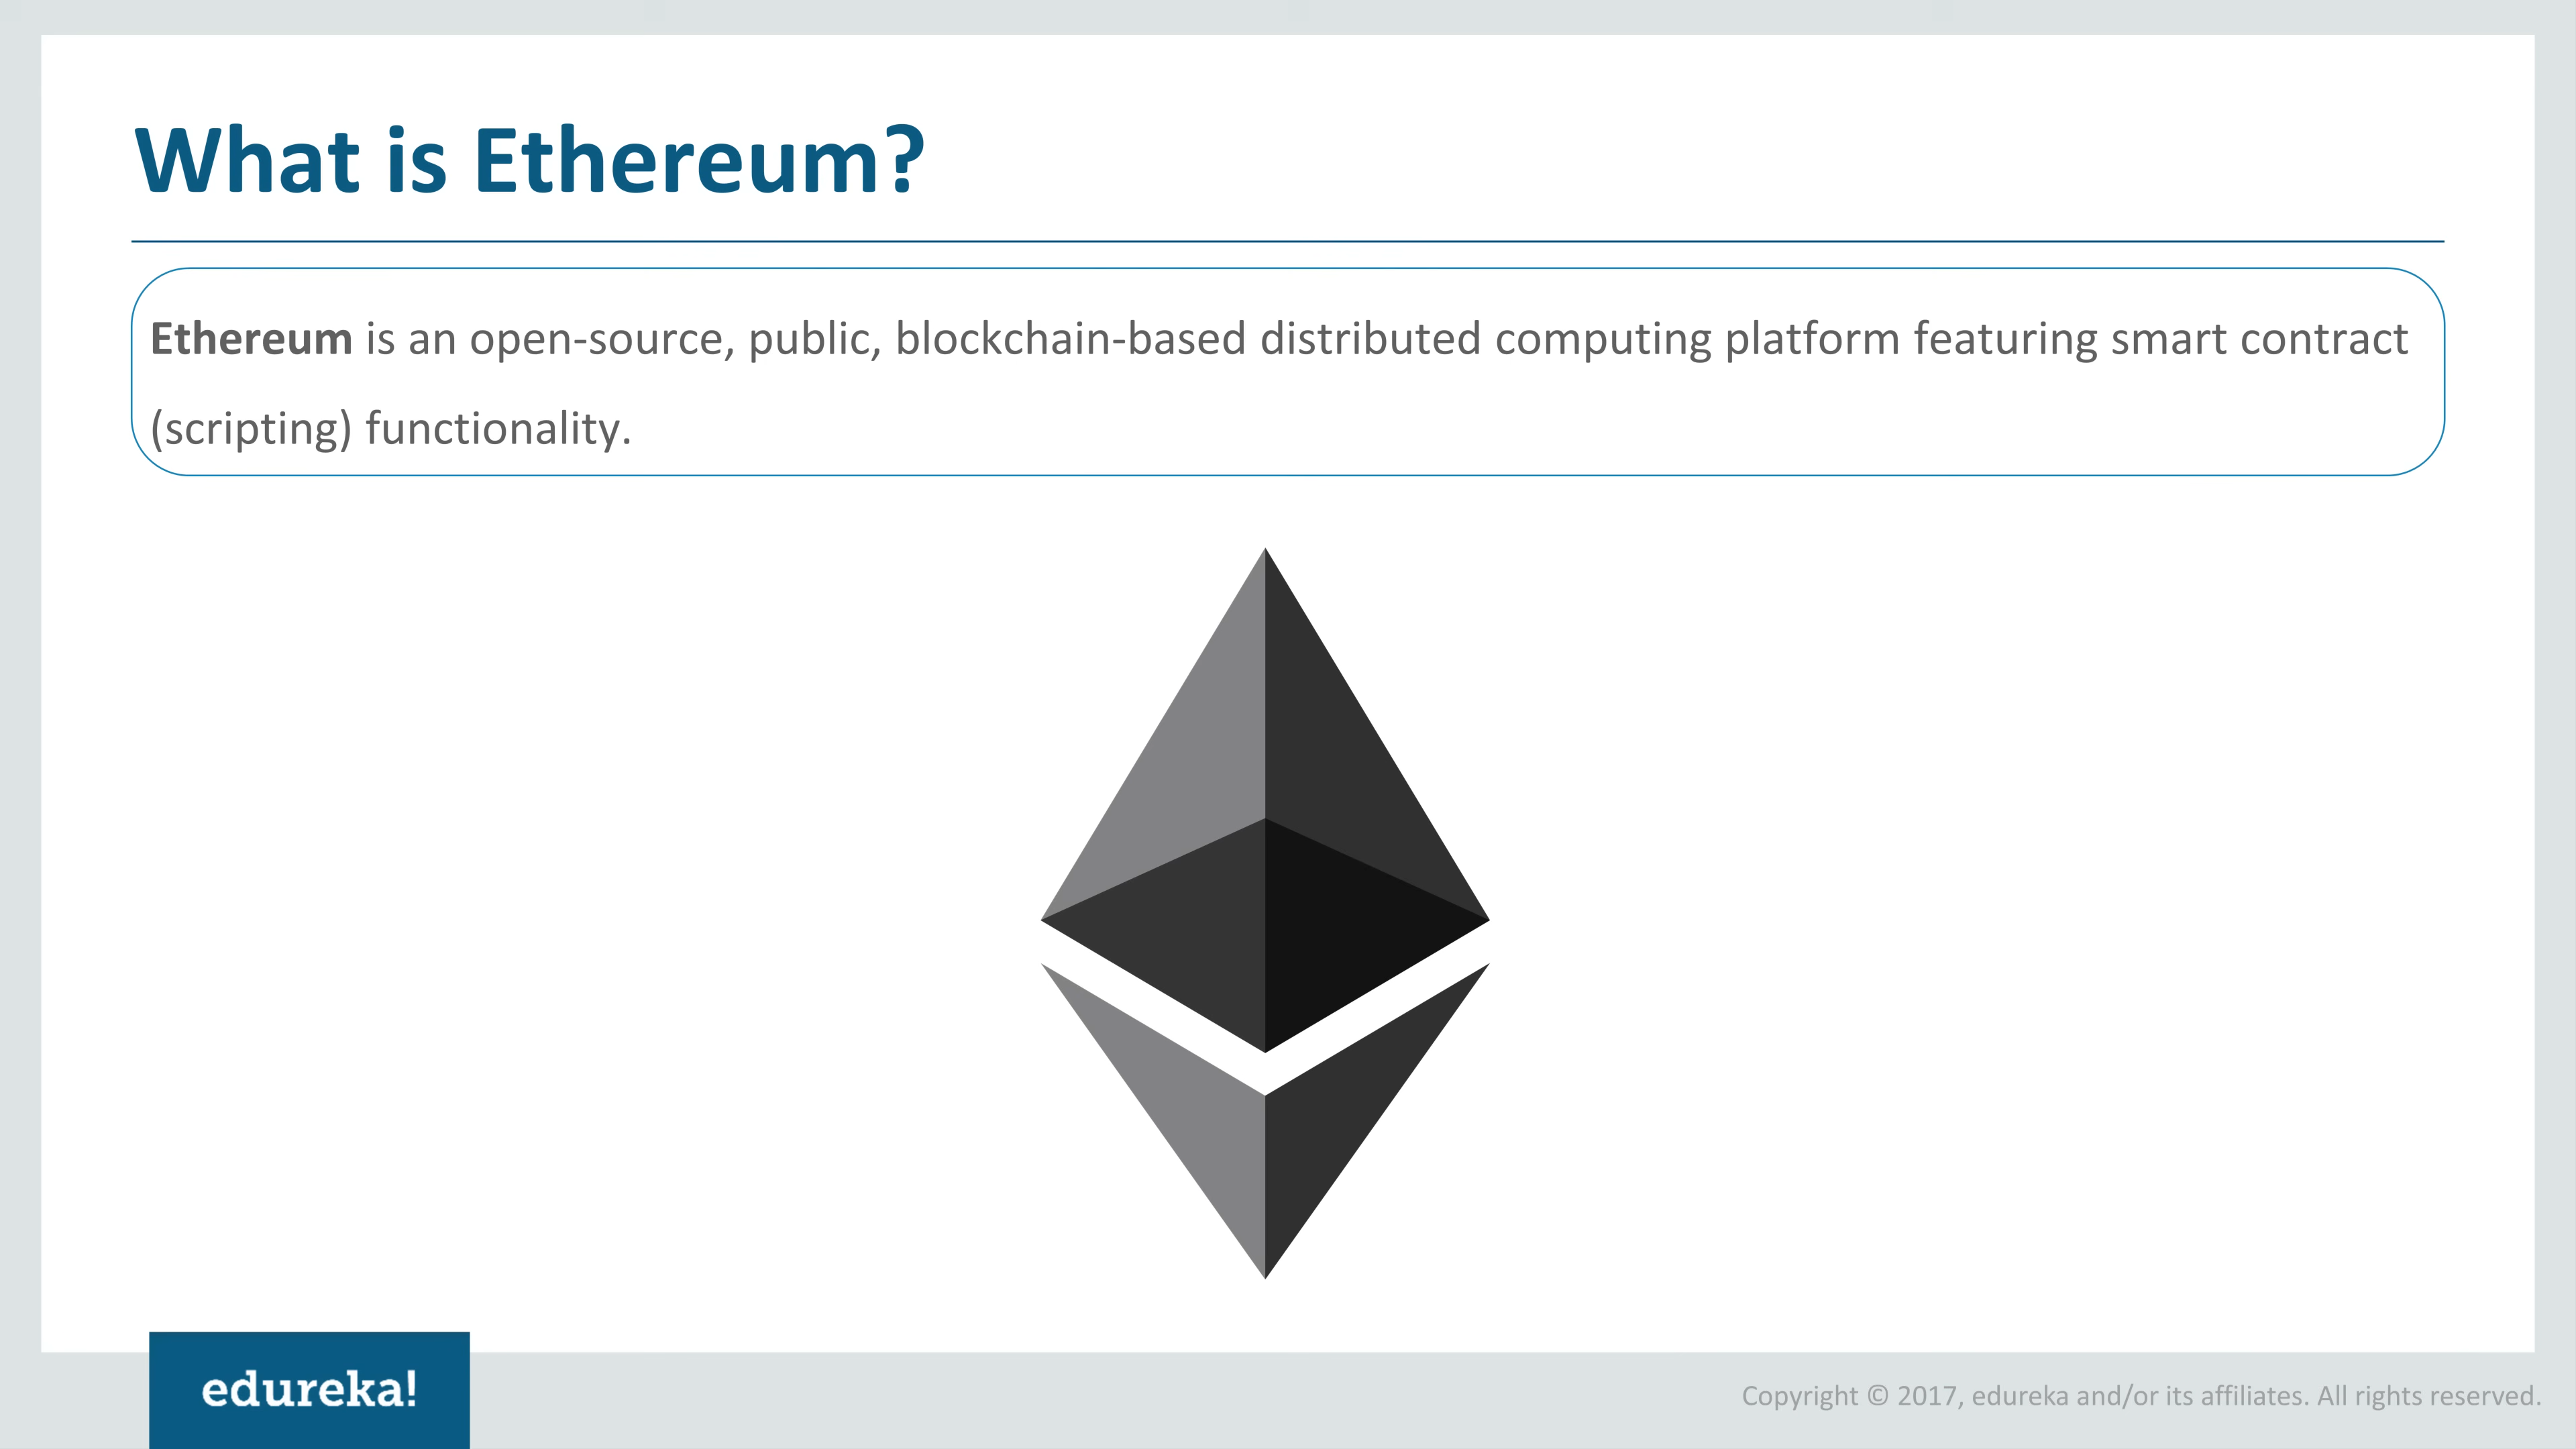 What is Ethereum?
Ethereum is an open-source, public, blockchain-based distributed computing platform featuring smart contract
(scripting) functionality.
edureka!
Copyright © 2017, edureka and/or its affiliates. All rights reserved.